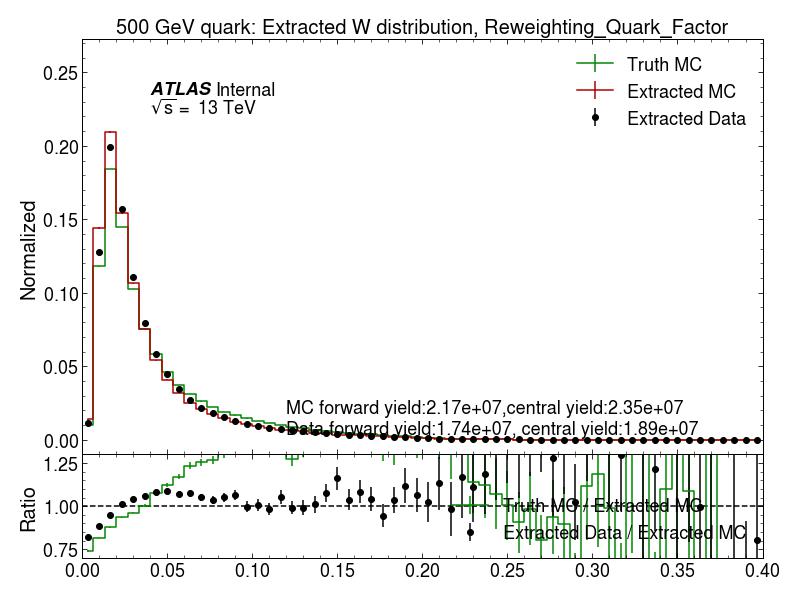 500 GeV quark: Extracted W distribution, Reweighting_Quark_Factor
Normalized
0.25
0.20
0.15
0.10
0.05
0.00
ATLAS Internal
√s = 13 TeV
Truth MC
Extracted MC
Extracted Data
MC forward yield:2.17e+07,central yield:2.35e+07
Data forward yield:1.74e+07, central yield:1.89e+07
Ratio
1.25
1.00
0.75
Truth MC / Extracted MC
Extracted Data / Extracted MC
0.00 0.05 0.10 0.15 0.20 0.25 0.30 0.35 0.40